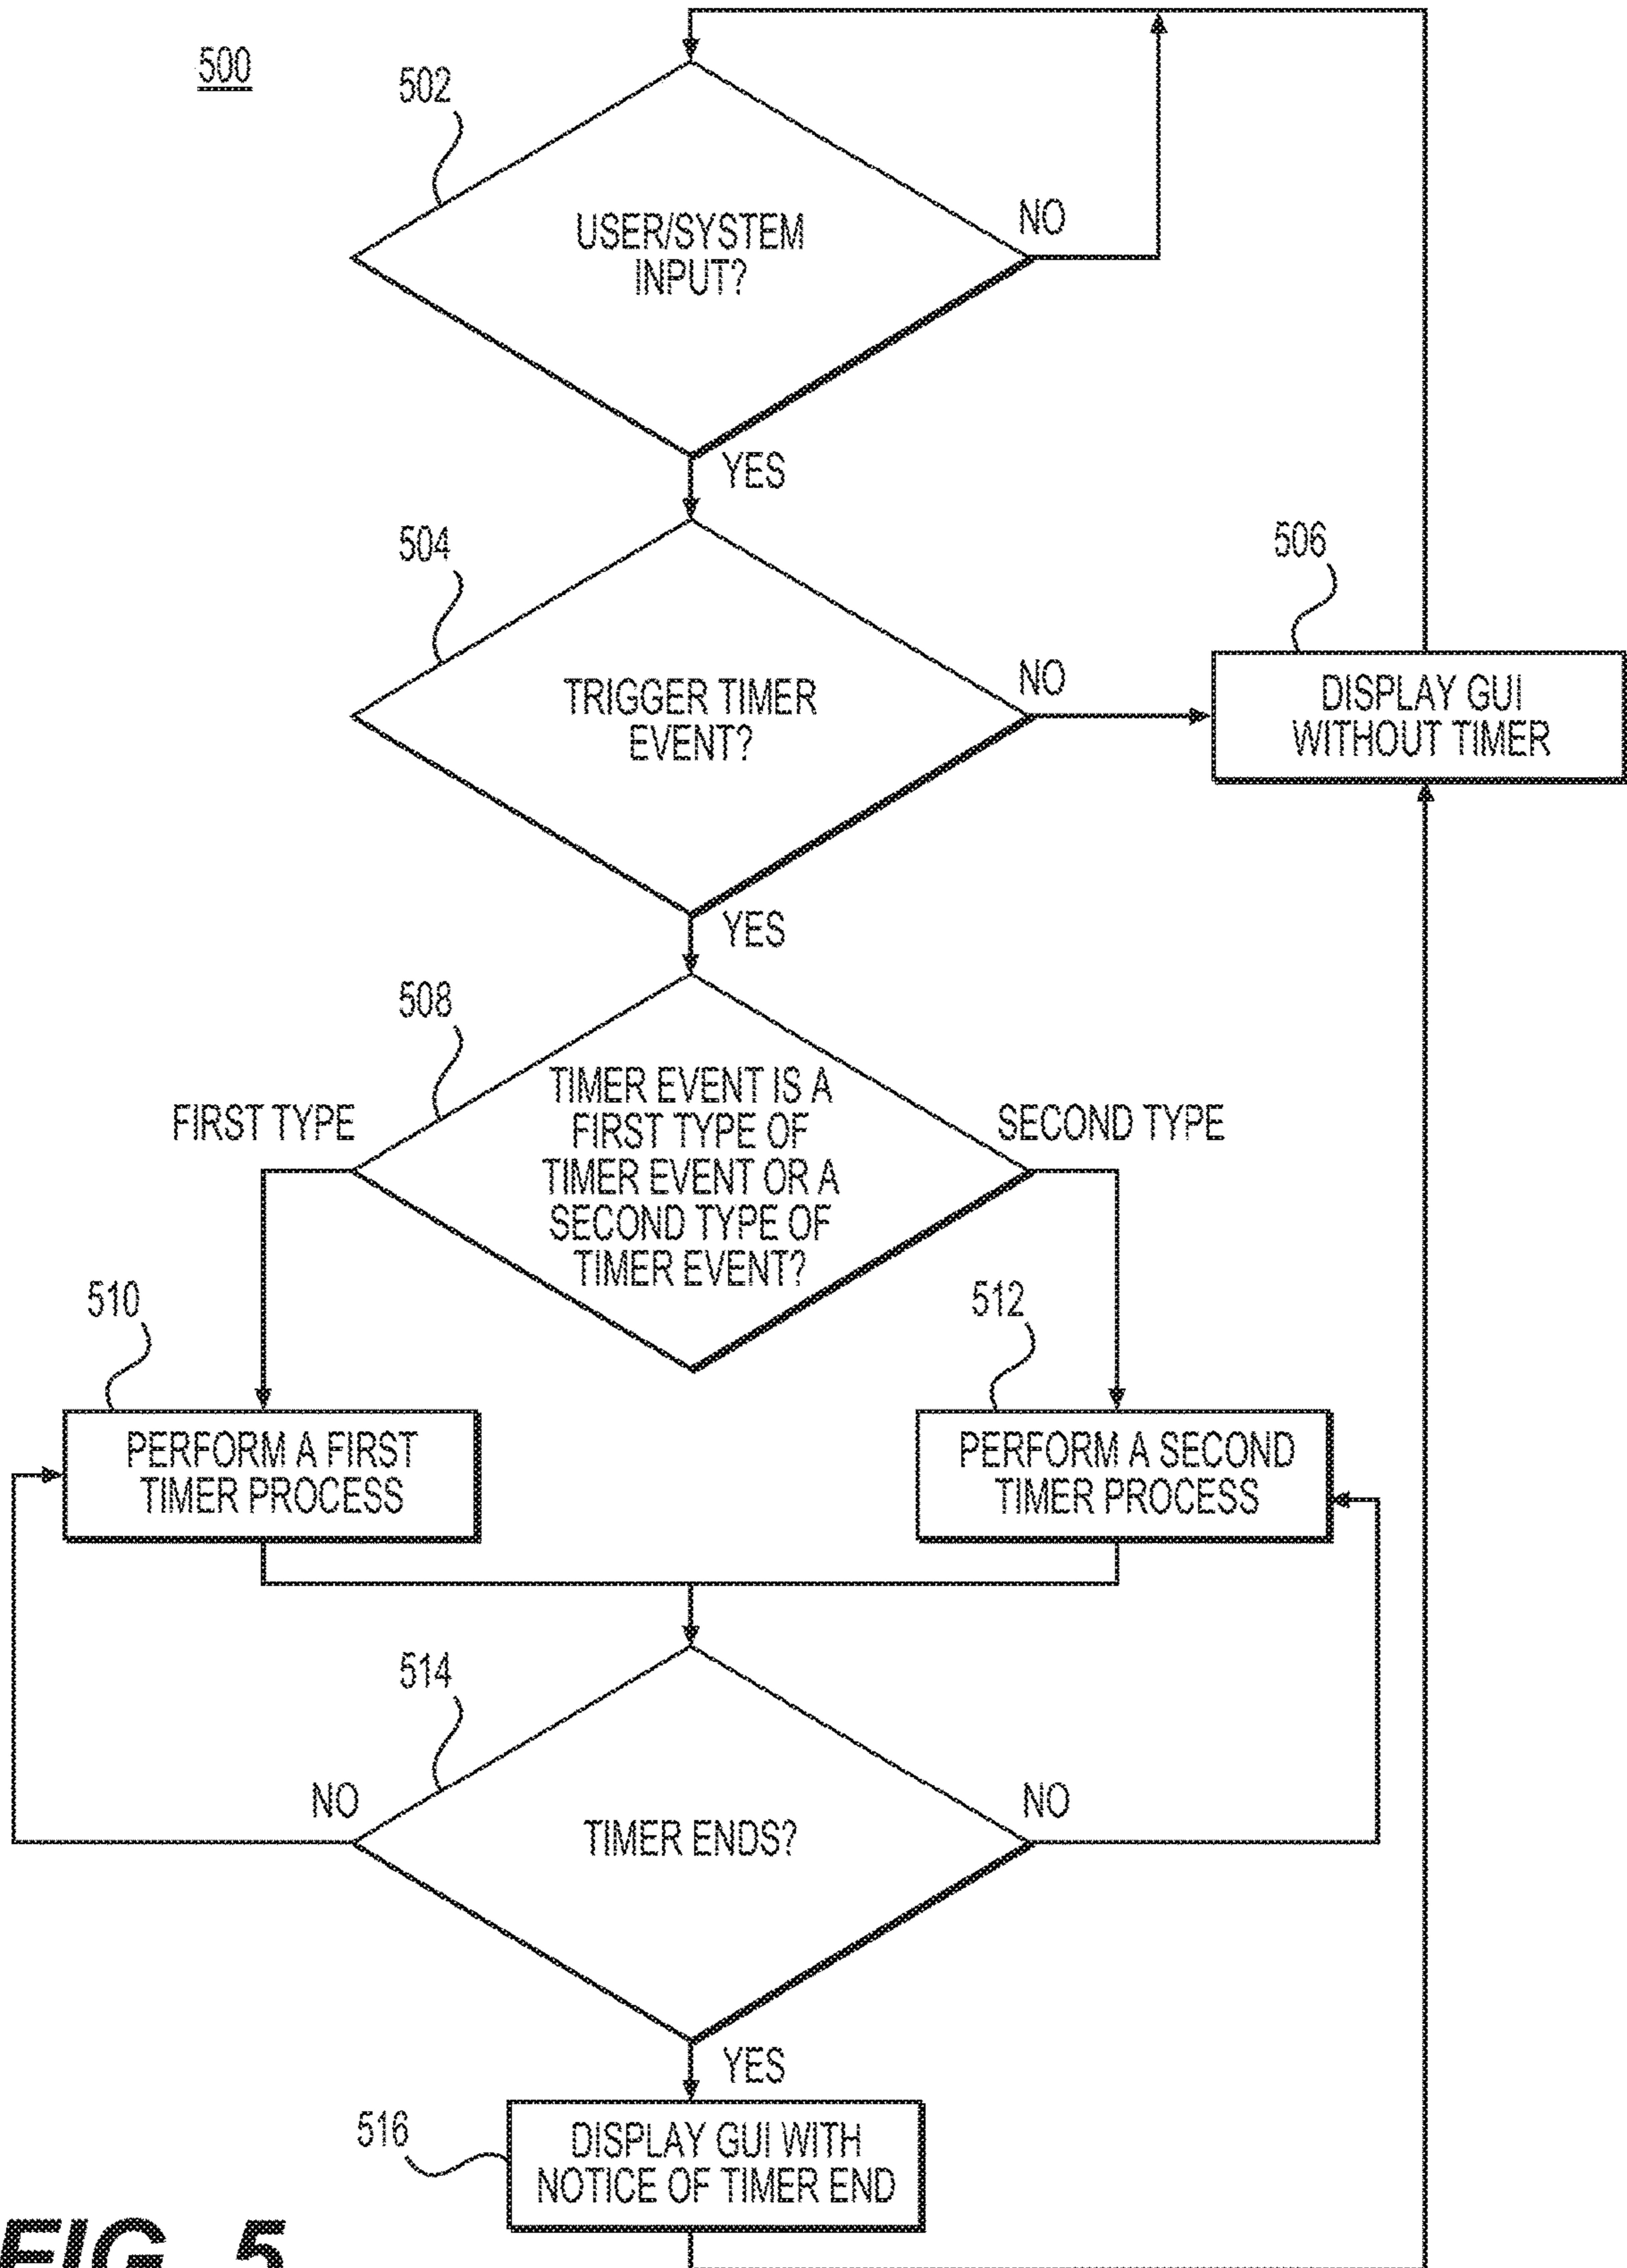 500
502
USER/SYSTEM
INPUT?
NO
YES
504
506
TRIGGER TIMER
EVENT?
NO
DISPLAY GUI
WITHOUT TIMER
YES
508
FIRST TYPE
TIMER EVENT IS A
FIRST TYPE OF
TIMER EVENT OR A
SECOND TYPE OF
TIMER EVENT?
SECOND TYPE
510
512
PERFORM A FIRST
TIMER PROCESS
PERFORM A SECOND
TIMER PROCESS
514
NO
TIMER ENDS?
NO
YES
516
DISPLAY GUI WITH
NOTICE OF TIMER END
FIG. 5